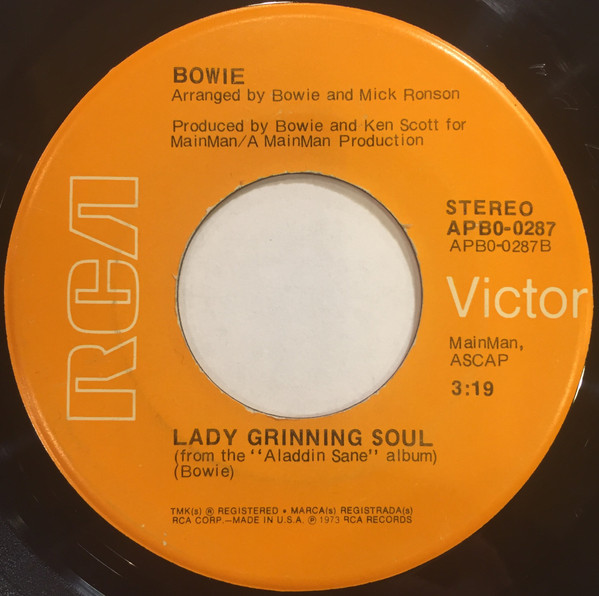 BOWIE
Arranged by Bowie and Mick Ronson
Produced by Bowie and Ken Scott for
MainMan/A MainMan Production
RCA
STEREO
APBO-0287
APBO-0287B
Victor
MainMan,
ASCAP
3:19
LADY GRINNING SOUL
(from the "Aladdin Sane" album)
(Bowie)
TMK(s) ® REGISTERED • MARCA(s) REGISTRADA(s)
RCA CORP.—MADE IN U.S.A. ℗ 1973 RCA RECORDS